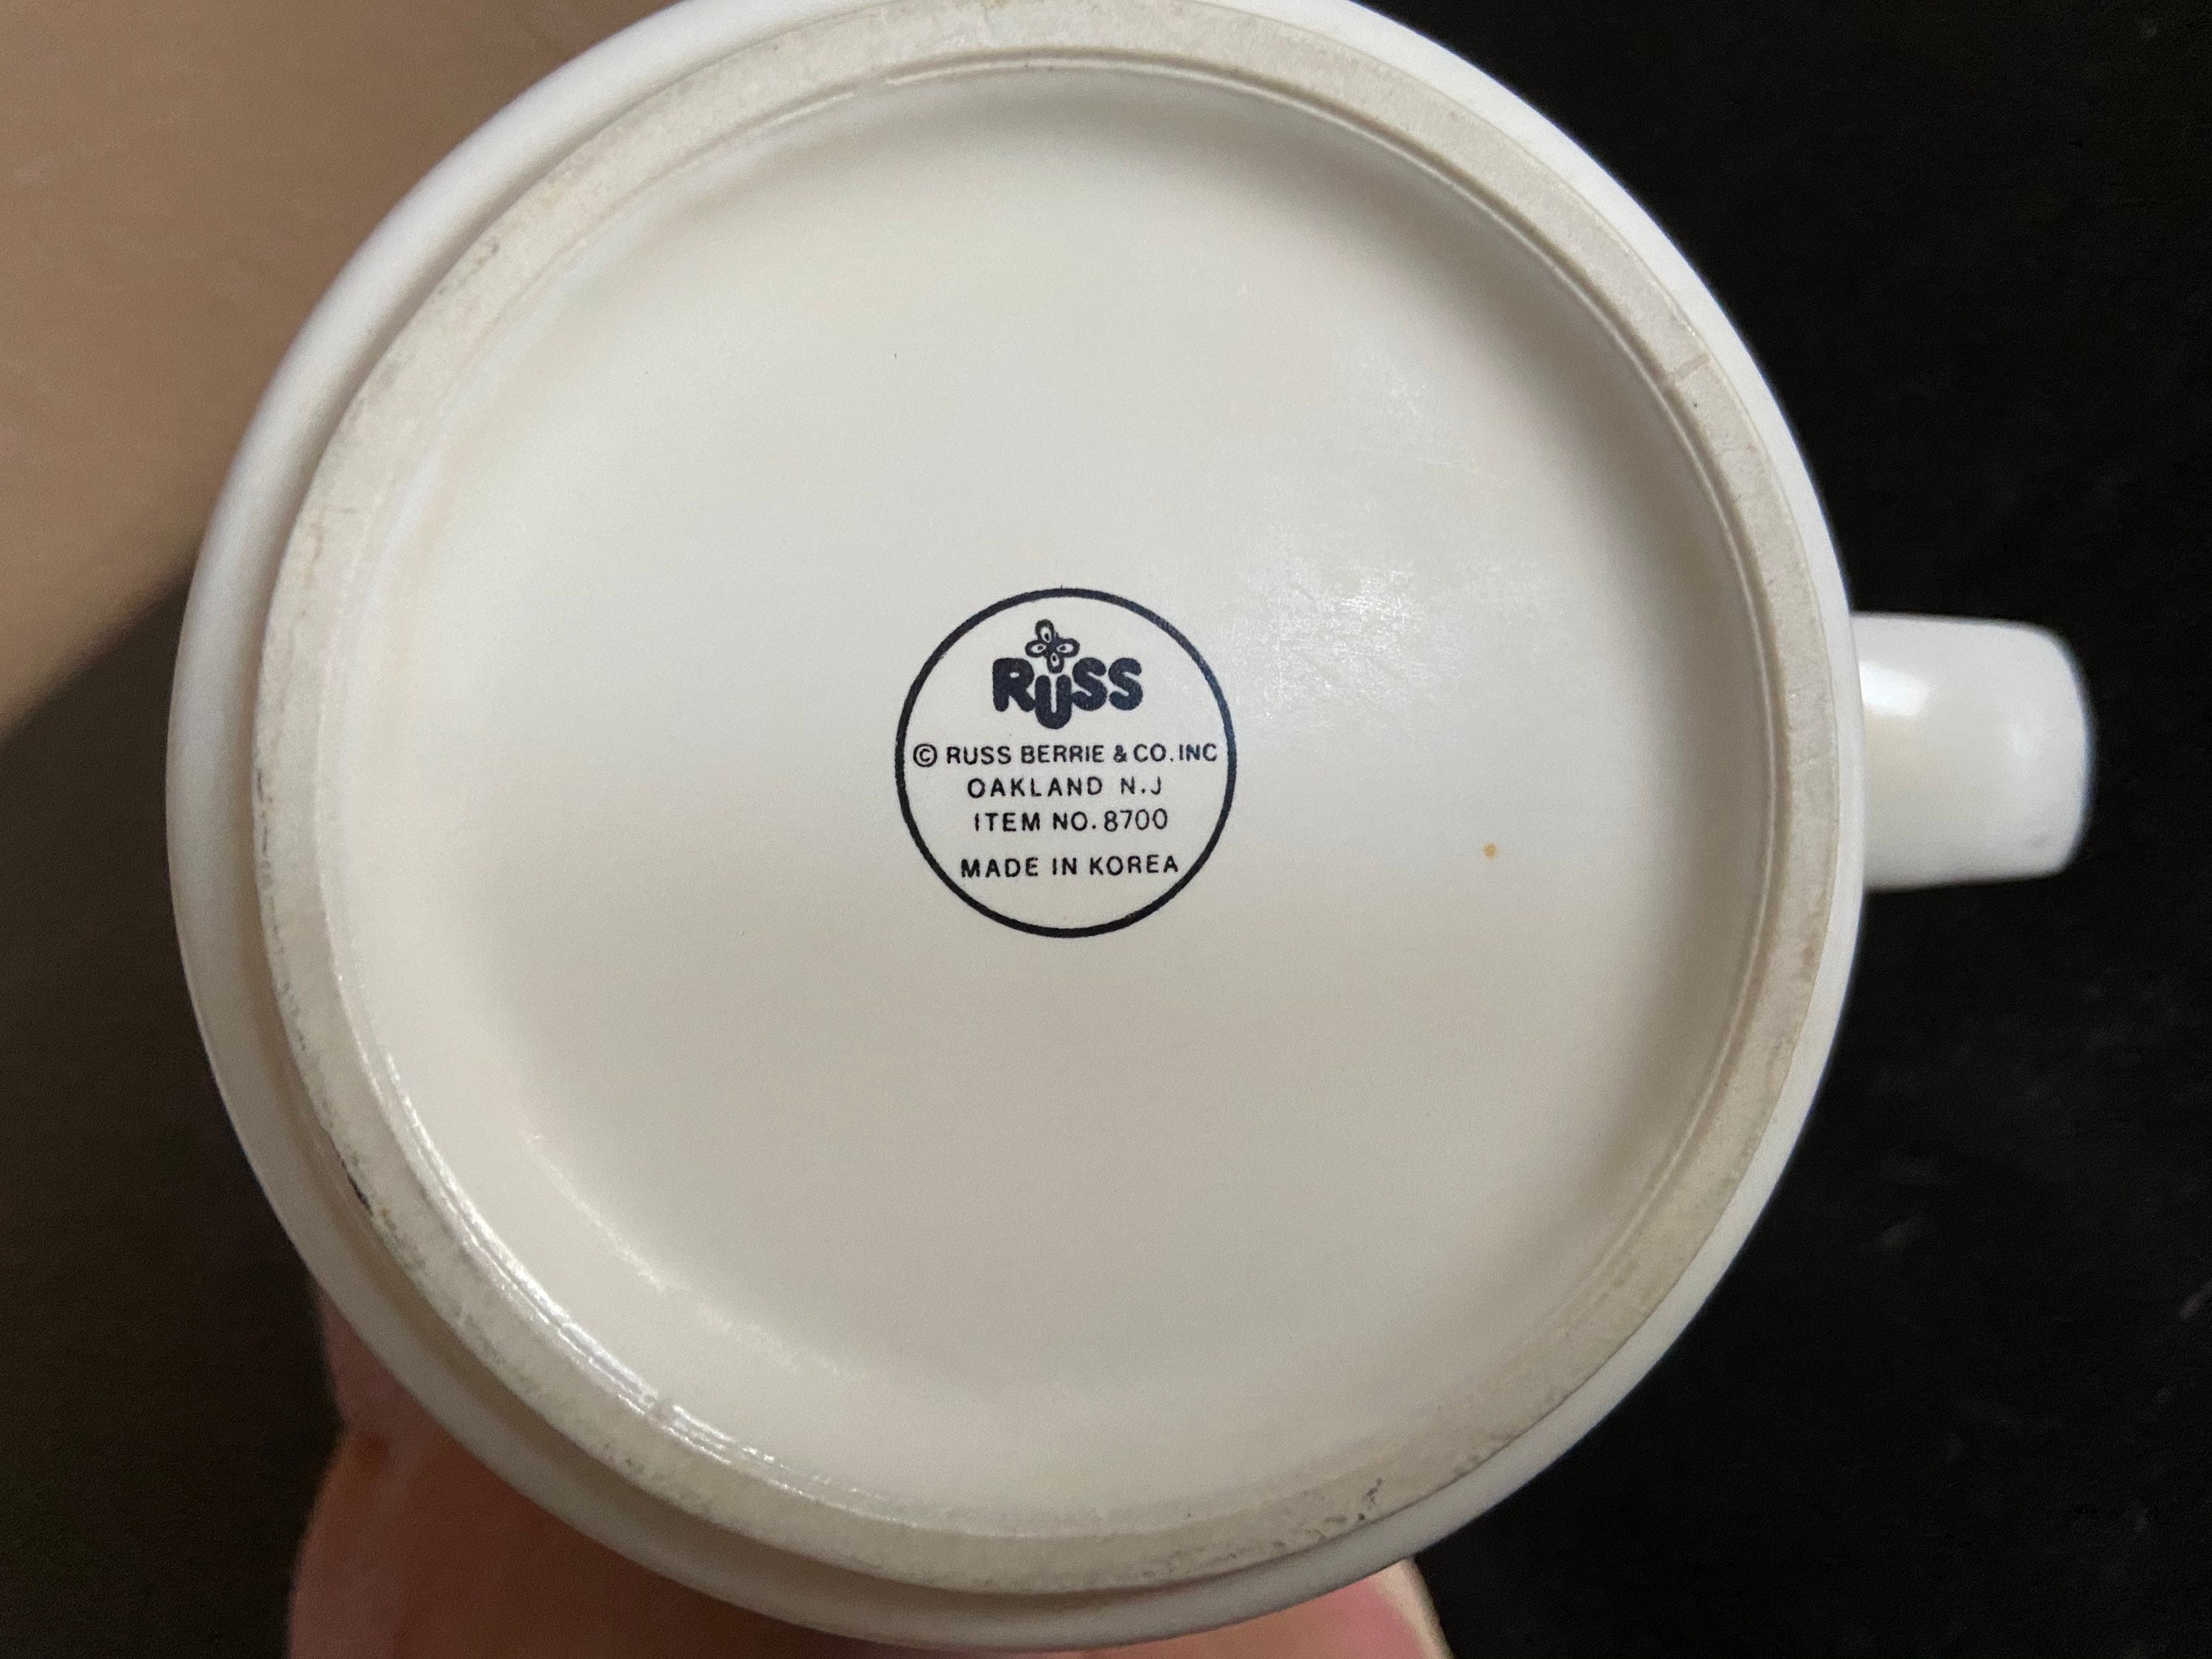 RUSS
© RUSS BERRIE & CO. INC
OAKLAND N.J
ITEM NO. 8700
MADE IN KOREA